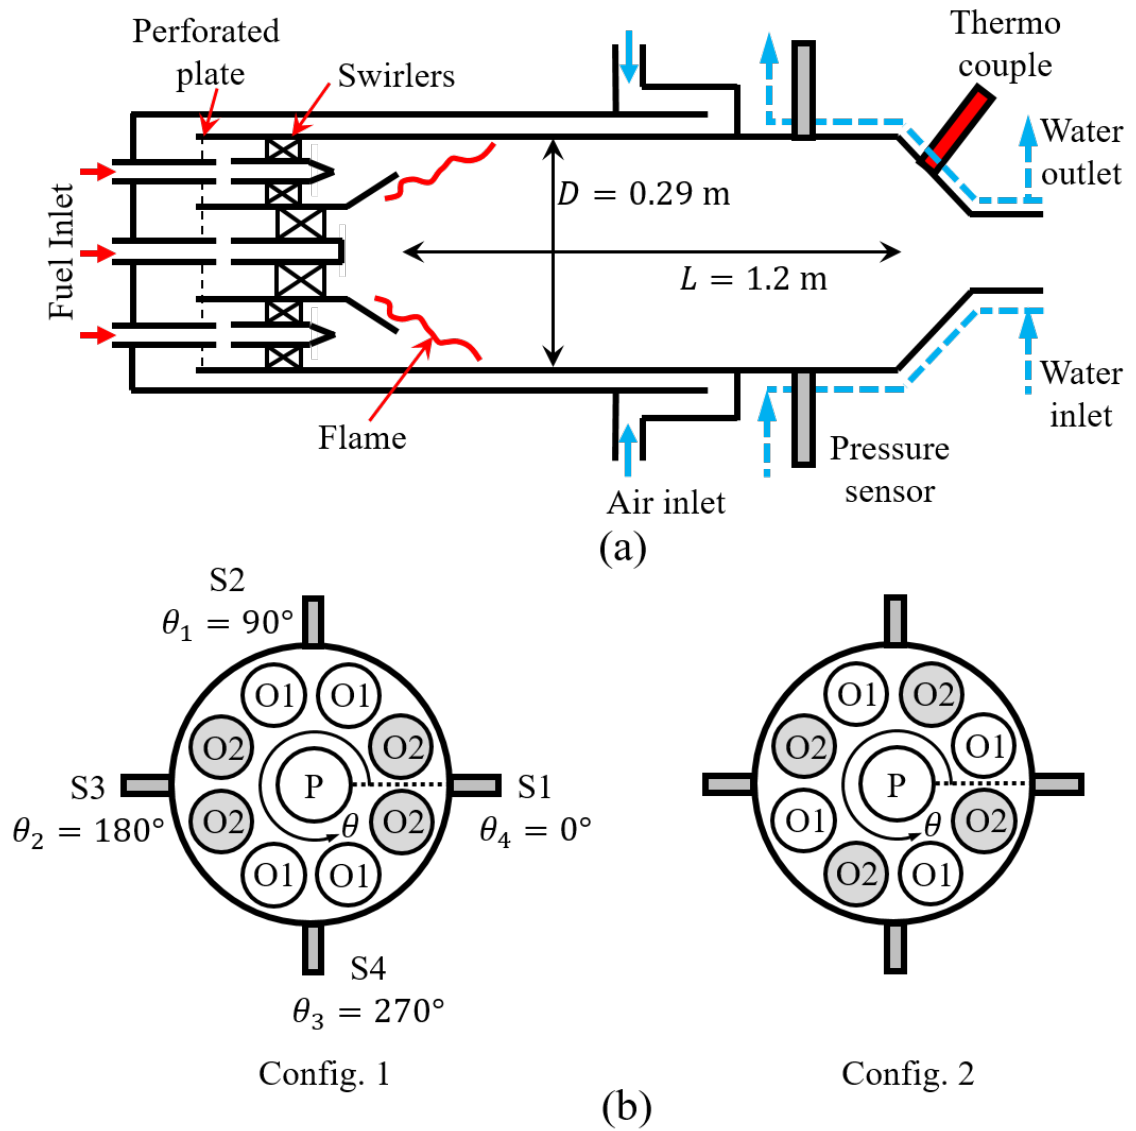 Perforated
plate
Swirlers
Thermo
couple
Fuel Inlet
D = 0.29 m
L = 1.2 m
Water
outlet
Water
inlet
Flame
Pressure
sensor
Air inlet
(a)
S2
θ₁ = 90°
O1 O1
O2 O2
P
S3
θ₂ = 180°
S1
θ₄ = 0°
θ
O2 O2
O1 O1
S4
θ₃ = 270°
Config. 1
O1 O2
O2 O1
P
θ
O1 O2
O2 O1
Config. 2
(b)